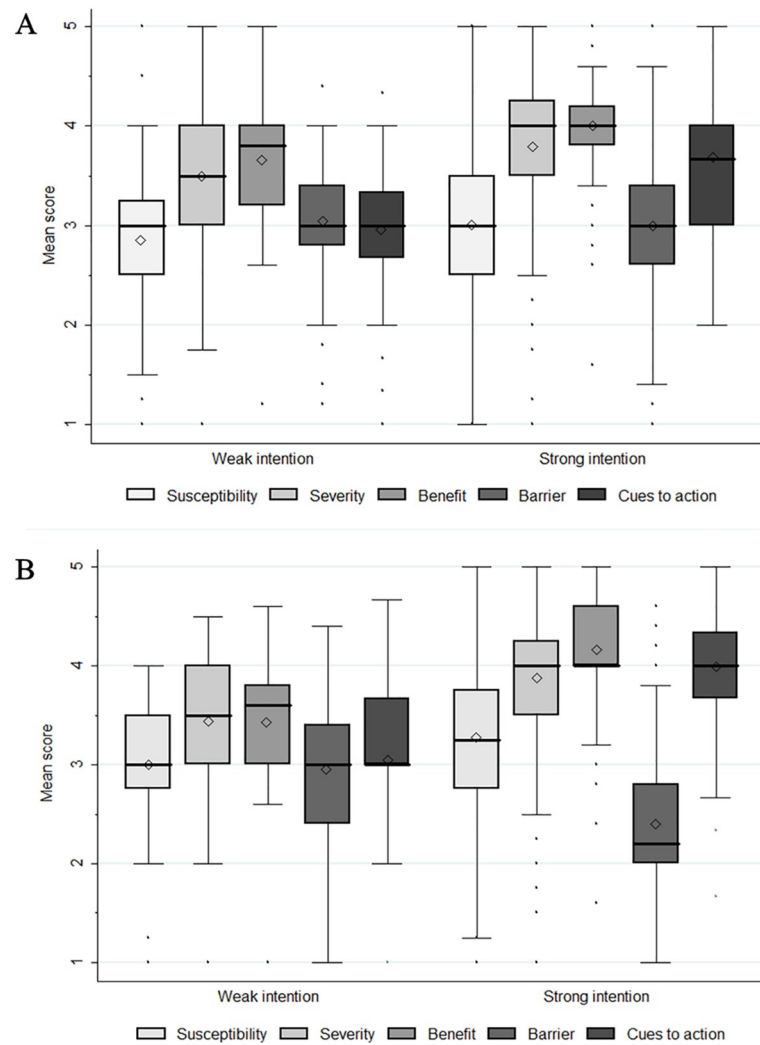 A
Mean score
5
4
3
2
1
Weak intention Strong intention
Susceptibility Severity Benefit Barrier Cues to action
B
Mean score
5
4
3
2
1
Weak intention Strong intention
Susceptibility Severity Benefit Barrier Cues to action